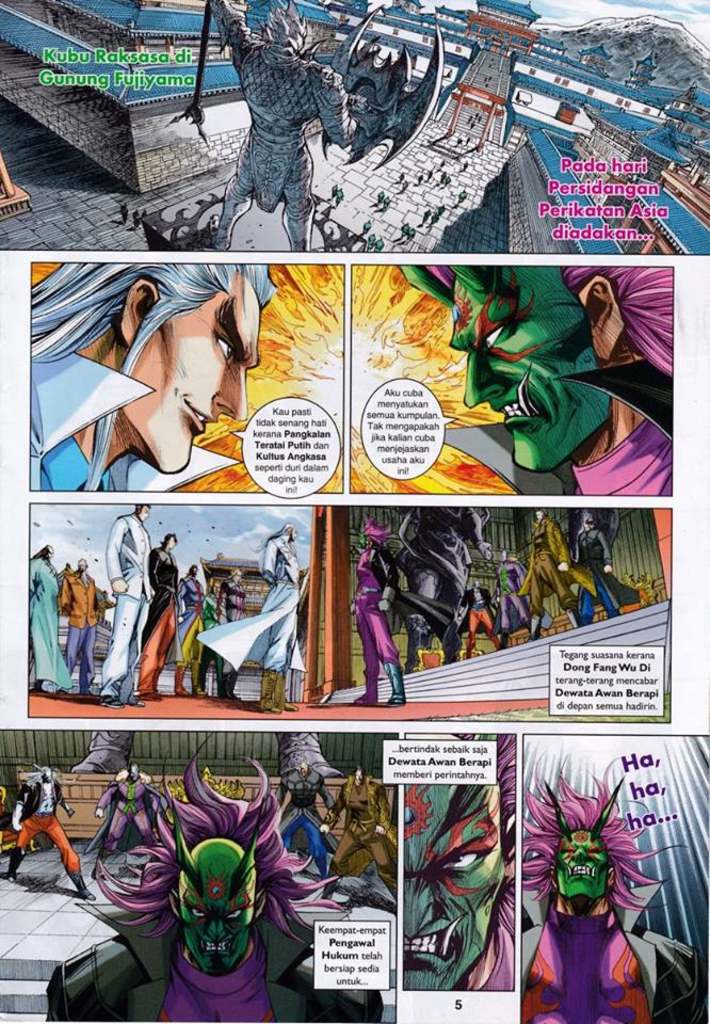 Kubu Raksasa di
Gunung Fujiyama
Pada hari
Persidangan
Perikatan Asia
diadakan...
Kau pasti
tidak senang hati
kerana Pangkalan
Teratai Putih dan
Kultus Angkasa
seperti duri dalam
daging kau
ini!
Aku cuba
menyatukan
semua kumpulan.
Tak mengapakah
jika kalian cuba
menjejaskan
usaha aku
ini!
Tegang suasana kerana
Dong Fang Wu Di
terang-terang mencabar
Dewata Awan Berapi
di depan semua hadirin.
Keempat-empat
Pengawal
Hukum telah
bersiap sedia
untuk...
...bertindak sebaik saja
Dewata Awan Berapi
memberi perintahnya.
Ha,
ha,
ha...
5